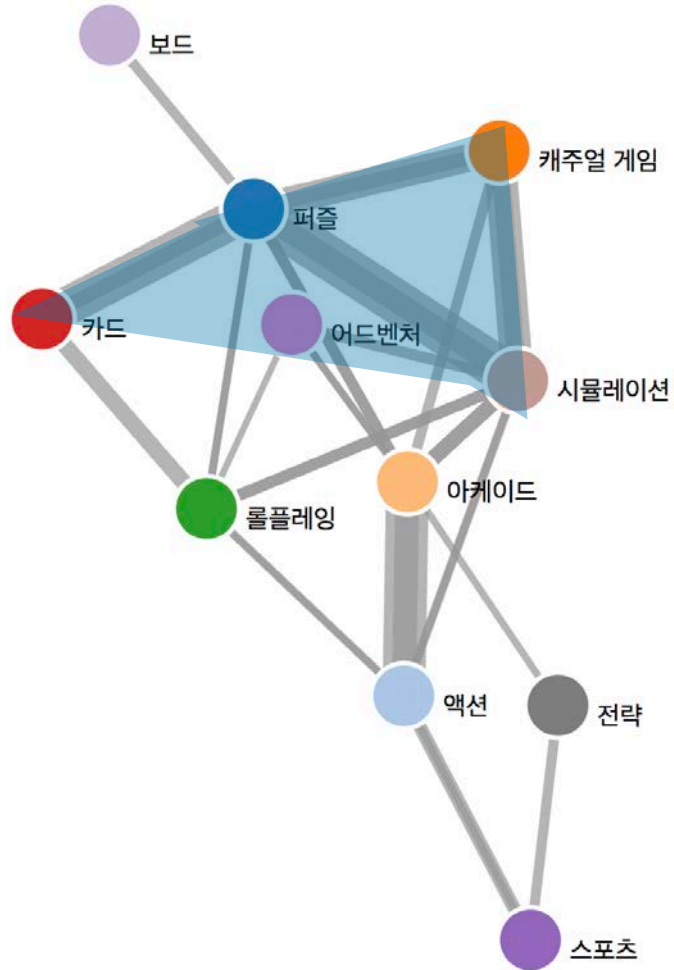 보드
캐주얼 게임
퍼즐
카드
어드벤처
시뮬레이션
아케이드
롤플레잉
액션
전략
스포츠